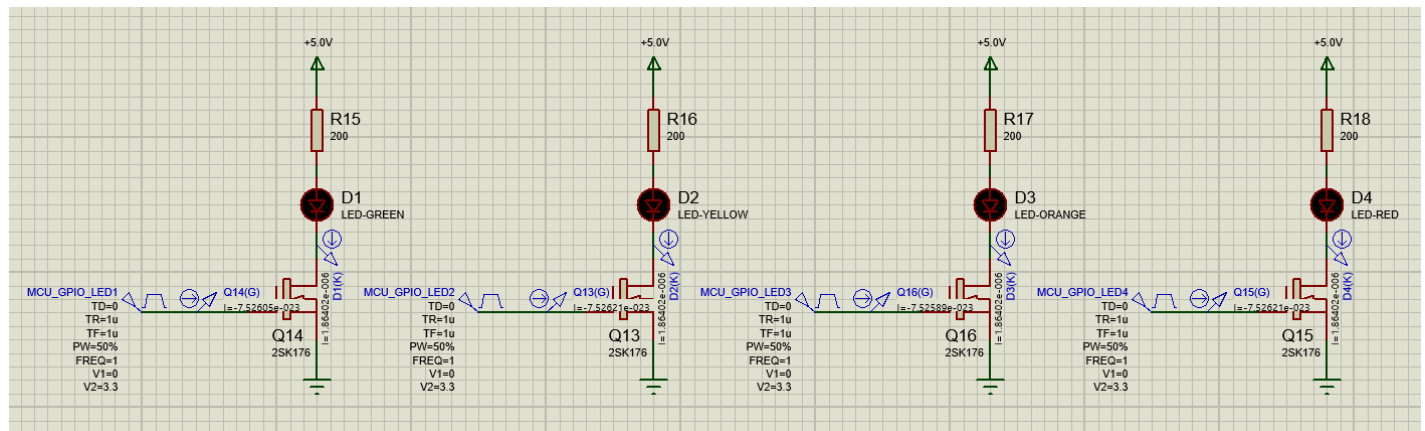 +5.0V
R15
200
D1
LED-GREEN
D1(K)
I=1.86402e-006
MCU_GPIO_LED1
TD=0
TR=1u
TF=1u
PW=50%
FREQ=1
V1=0
V2=3.3
Q14(G)
I=-7.52605e-023
Q14
2SK176
+5.0V
R16
200
D2
LED-YELLOW
D2(K)
I=1.86402e-006
MCU_GPIO_LED2
TD=0
TR=1u
TF=1u
PW=50%
FREQ=1
V1=0
V2=3.3
Q13(G)
I=-7.52621e-023
Q13
2SK176
+5.0V
R17
200
D3
LED-ORANGE
D3(K)
I=1.86402e-006
MCU_GPIO_LED3
TD=0
TR=1u
TF=1u
PW=50%
FREQ=1
V1=0
V2=3.3
Q16(G)
I=-7.52589e-023
Q16
2SK176
+5.0V
R18
200
D4
LED-RED
D4(K)
I=1.86402e-006
MCU_GPIO_LED4
TD=0
TR=1u
TF=1u
PW=50%
FREQ=1
V1=0
V2=3.3
Q15(G)
I=-7.52621e-023
Q15
2SK176